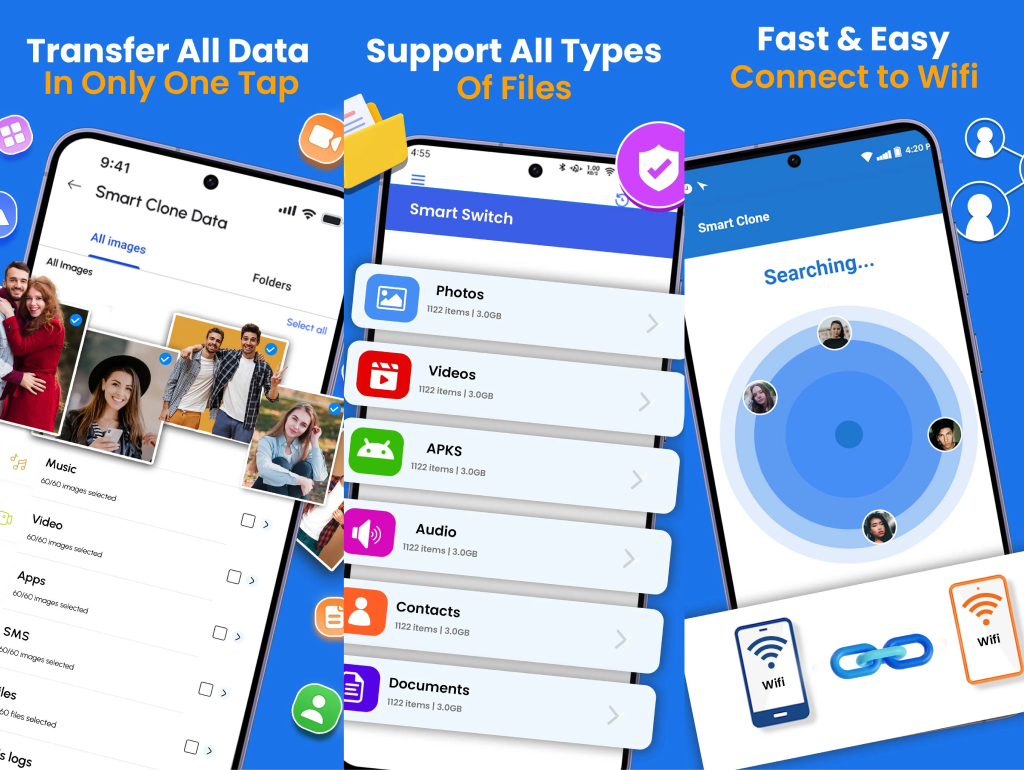 Transfer All Data
In Only One Tap
9:41
Smart Clone Data
All images
Folders
All Images
Select all
Music
60/60 images selected
Video
60/60 images selected
Apps
60/60 images selected
SMS
60/60 images selected
iles
60 files selected
s logs
Support All Types
Of Files
4:55
1.00
KB/S
Smart Switch
Photos
1122 items | 3.0GB
Videos
1122 items | 3.0GB
APKS
1122 items | 3.0GB
Audio
1122 items | 3.0GB
Contacts
1122 items | 3.0GB
Documents
1122 items | 3.0GB
Fast & Easy
Connect to Wifi
4:20 P
Smart Clone
Searching...
Wifi
Wifi